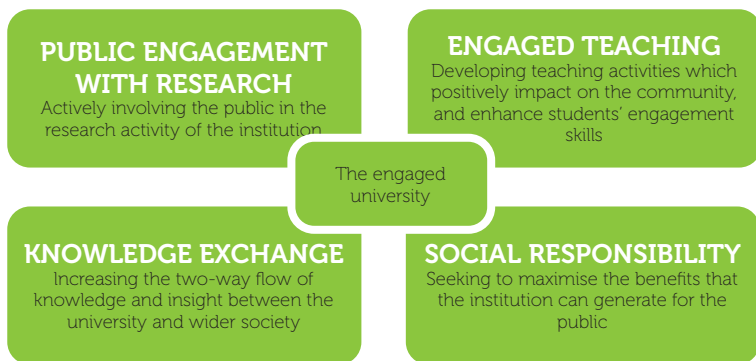 PUBLIC ENGAGEMENT
WITH RESEARCH
Actively involving the public in the
research activity of the institution
ENGAGED TEACHING
Developing teaching activities which
positively impact on the community,
and enhance students’ engagement
skills
The engaged
university
KNOWLEDGE EXCHANGE
Increasing the two-way flow of
knowledge and insight between the
university and wider society
SOCIAL RESPONSIBILITY
Seeking to maximise the benefits that
the institution can generate for the
public